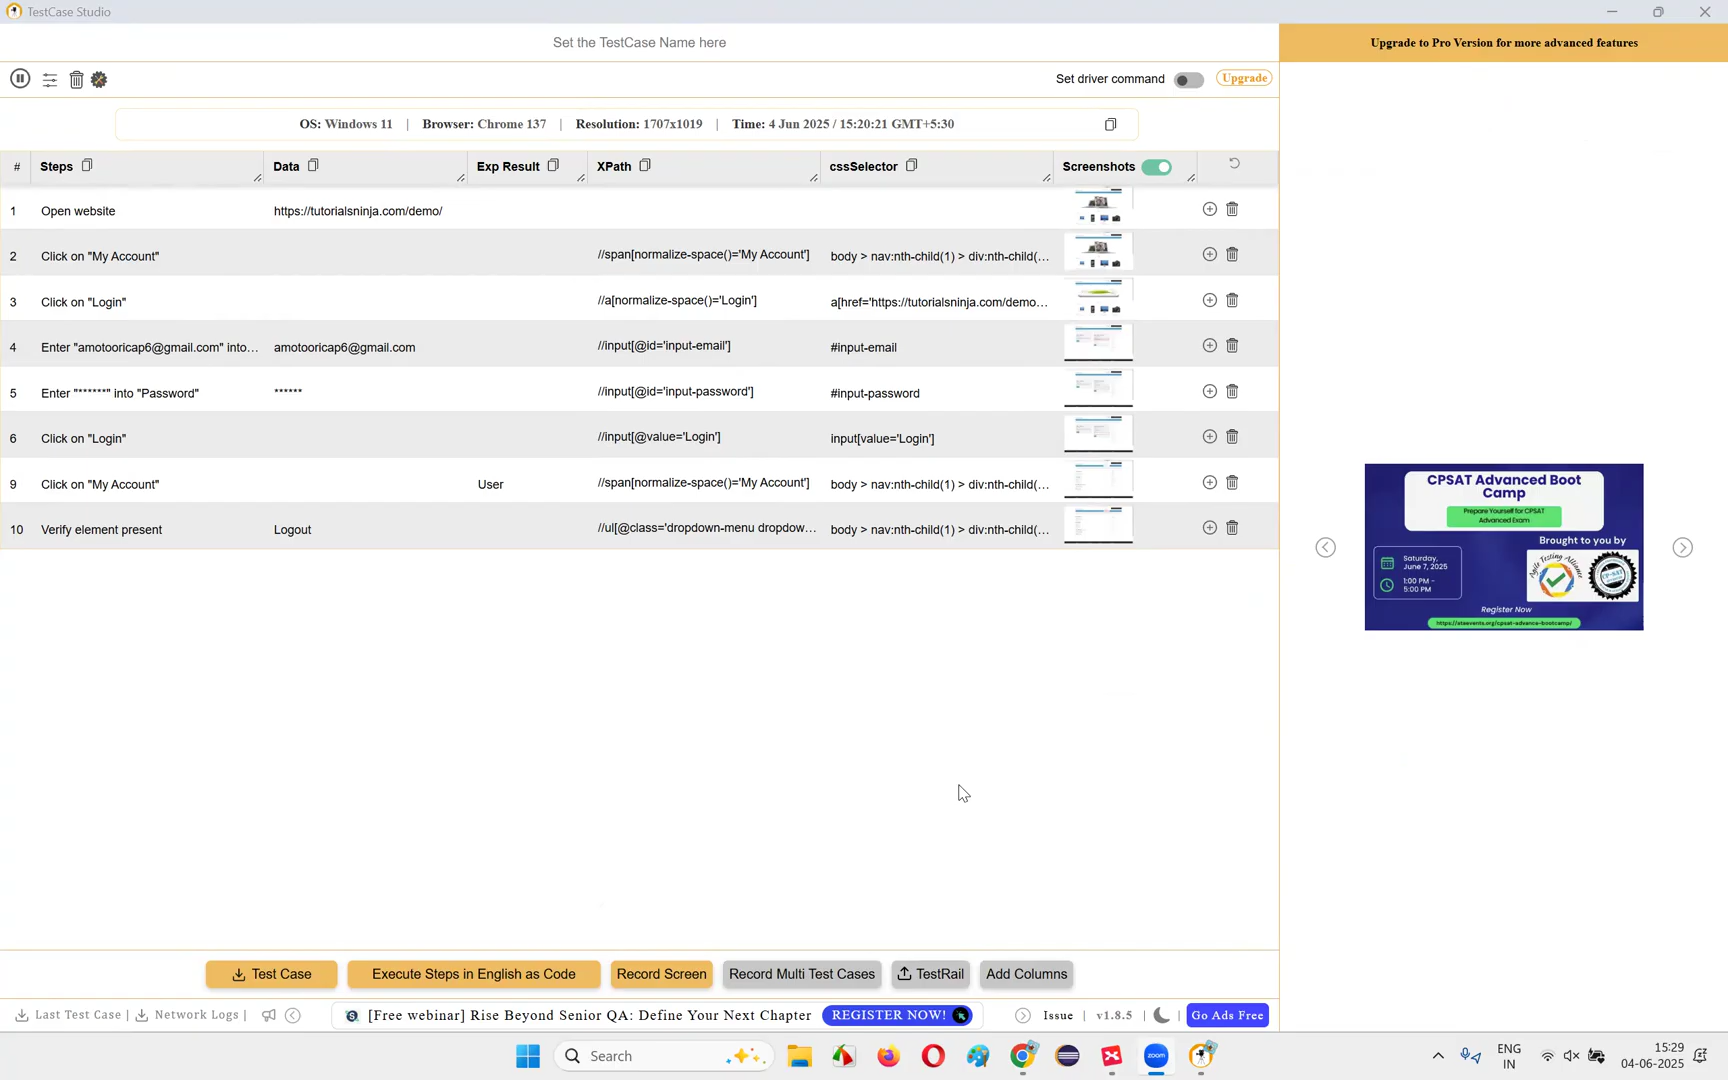 TestCase Studio
Set the TestCase Name here
Upgrade to Pro Version for more advanced features
Set driver command
Upgrade
OS: Windows 11 | Browser: Chrome 137 | Resolution: 1707x1019 | Time: 4 Jun 2025 / 15:20:21 GMT+5:30
# Steps Data Exp Result XPath cssSelector Screenshots
1 Open website https://tutorialsninja.com/demo/
2 Click on "My Account" //span[normalize-space()='My Account'] body > nav:nth-child(1) > div:nth-child(...
3 Click on "Login" //a[normalize-space()='Login'] a[href='https://tutorialsninja.com/demo...
4 Enter "amotooricap6@gmail.com" into... amotooricap6@gmail.com //input[@id='input-email'] #input-email
5 Enter "******" into "Password" ****** //input[@id='input-password'] #input-password
6 Click on "Login" //input[@value='Login'] input[value='Login']
9 Click on "My Account" User //span[normalize-space()='My Account'] body > nav:nth-child(1) > div:nth-child(...
10 Verify element present Logout //ul[@class='dropdown-menu dropdow... body > nav:nth-child(1) > div:nth-child(...
CPSAT Advanced Boot
Camp
Prepare Yourself for CPSAT
Advanced Exam
Brought to you by
Saturday,
June 7, 2025
1:00 PM -
5:00 PM
Agile Testing Alliance
CP-SAT
Register Now
https://ataevents.org/cpsat-advance-bootcamp/
Test Case
Execute Steps in English as Code
Record Screen
Record Multi Test Cases
TestRail
Add Columns
Last Test Case | Network Logs |
[Free webinar] Rise Beyond Senior QA: Define Your Next Chapter REGISTER NOW!
Issue | v1.8.5 | | Go Ads Free
Search
zoom
ENG
IN
15:29
04-06-2025